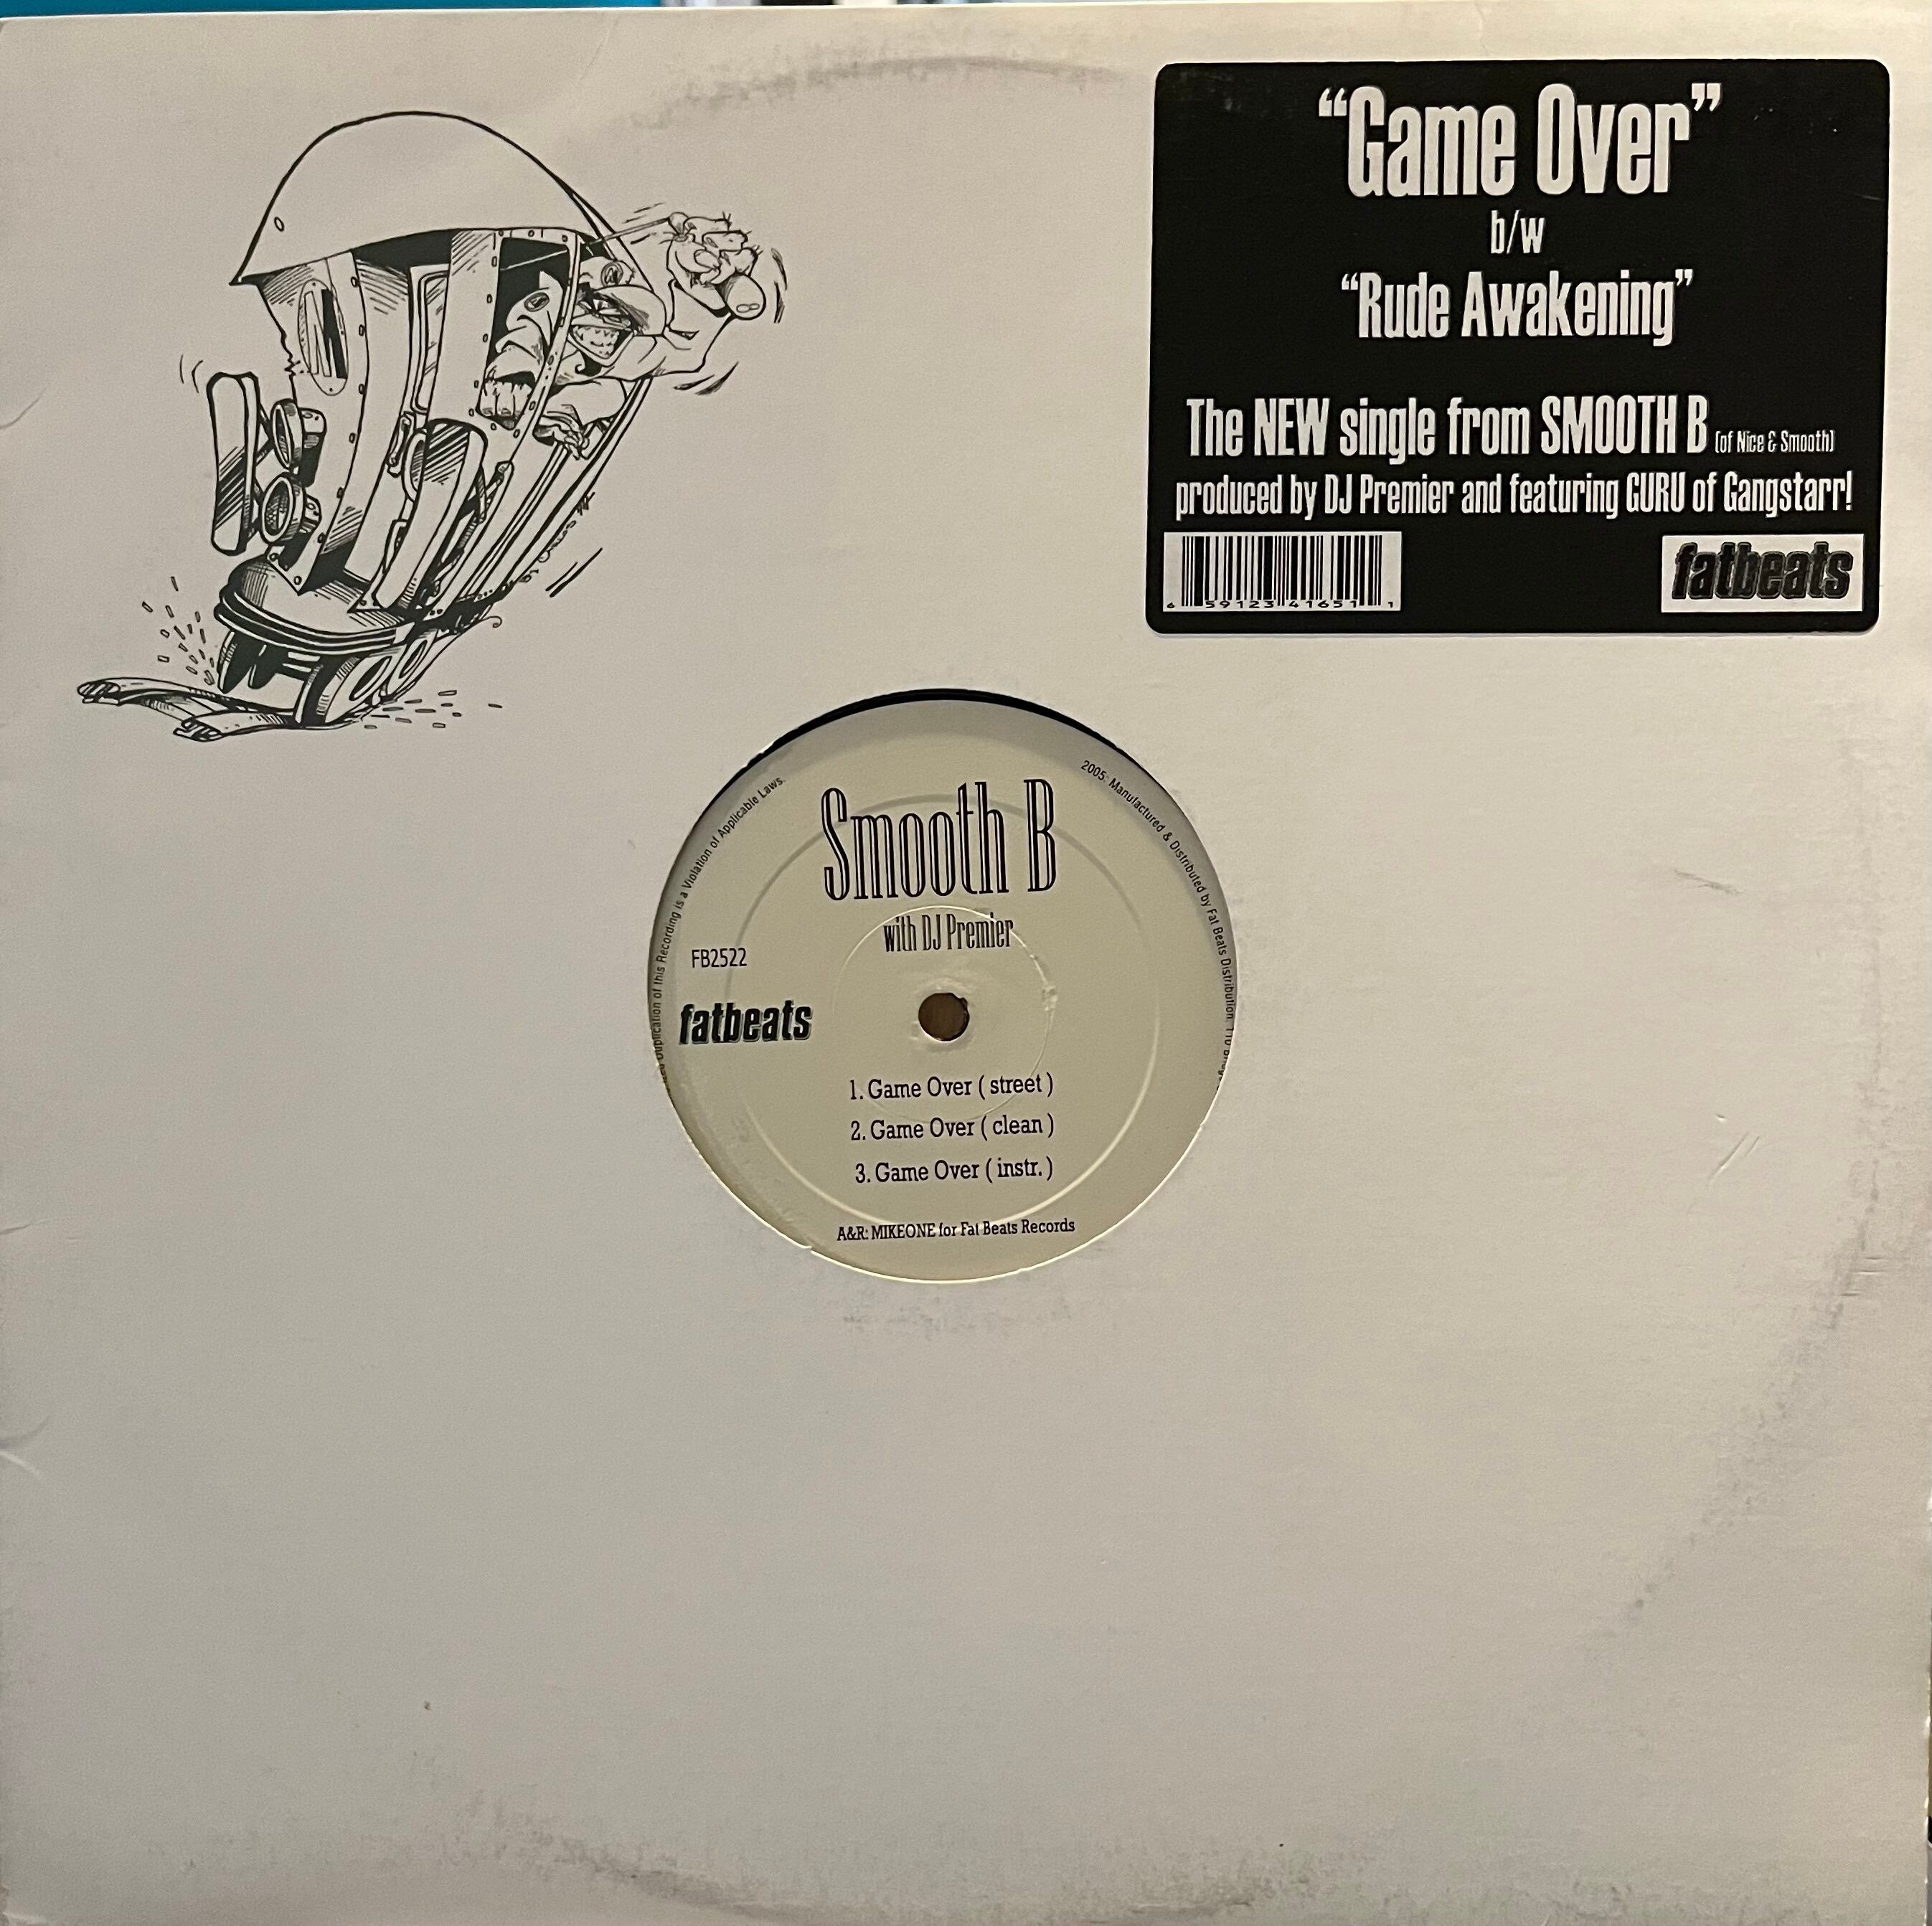 “Game Over”
b/w
“Rude Awakening”
The NEW single from SMOOTH B (of Nice & Smooth)
produced by DJ Premier and featuring GURU of Gangstarr!
6 59123 41651 1
fatbeats
Smooth B
with DJ Premier
FB2522
fatbeats
1. Game Over ( street )
2. Game Over ( clean )
3. Game Over ( instr. )
A&R: MIKEONE for Fat Beats Records
Duplication of this Recording is a Violation of Applicable Laws.
2005. Manufactured & Distributed by Fat Beats Distribution. 110